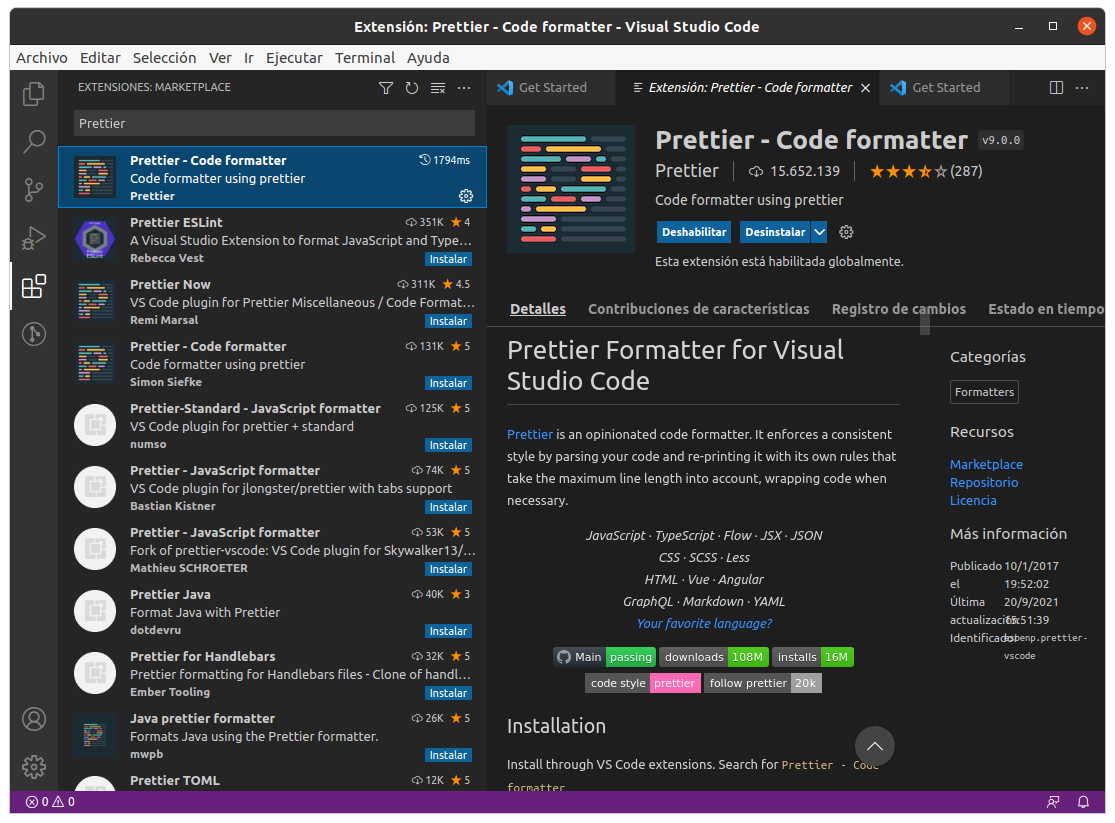 Extensión: Prettier - Code formatter - Visual Studio Code
Archivo Editar Selección Ver Ir Ejecutar Terminal Ayuda
EXTENSIONES: MARKETPLACE
Prettier
Prettier - Code formatter 1794ms
Code formatter using prettier
Prettier
Prettier ESLint 351K ★ 4
A Visual Studio Extension to format JavaScript and Type...
Rebecca Vest Instalar
Prettier Now 311K ★ 4.5
VS Code plugin for Prettier Miscellaneous / Code Format...
Remi Marsal Instalar
Prettier - Code formatter 131K ★ 5
Code formatter using prettier
Simon Siefke Instalar
Prettier-Standard - JavaScript formatter 125K ★ 5
VS Code plugin for prettier + standard
numso Instalar
Prettier - JavaScript formatter 74K ★ 5
VS Code plugin for jlongster/prettier with tabs support
Bastian Kistner Instalar
Prettier - JavaScript formatter 53K ★ 5
Fork of prettier-vscode: VS Code plugin for Skywalker13/...
Mathieu SCHROETER Instalar
Prettier Java 40K ★ 3
Format Java with Prettier
dotdevru Instalar
Prettier for Handlebars 32K ★ 5
Prettier formatting for Handlebars files - Clone of handl...
Ember Tooling Instalar
Java prettier formatter 26K ★ 5
Formats Java using the Prettier formatter.
mwpb Instalar
Prettier TOML 12K ★ 5
Get Started Extensión: Prettier - Code formatter Get Started
Prettier - Code formatter v9.0.0
Prettier 15.652.139 (287)
Code formatter using prettier
Deshabilitar Desinstalar
Esta extensión está habilitada globalmente.
Detalles Contribuciones de características Registro de cambios Estado en tiempo
Prettier Formatter for Visual
Studio Code
Prettier is an opinionated code formatter. It enforces a consistent
style by parsing your code and re-printing it with its own rules that
take the maximum line length into account, wrapping code when
necessary.
JavaScript · TypeScript · Flow · JSX · JSON
CSS · SCSS · Less
HTML · Vue · Angular
GraphQL · Markdown · YAML
Your favorite language?
Main passing downloads 108M installs 16M
code style prettier follow prettier 20k
Installation
Install through VS Code extensions. Search for Prettier - Code
formatter
Categorías
Formatters
Recursos
Marketplace
Repositorio
Licencia
Más información
Publicado 10/1/2017
el 19:52:02
Última 20/9/2021
actualización 15:51:39
Identificador esbenp.prettier-
vscode
0 0